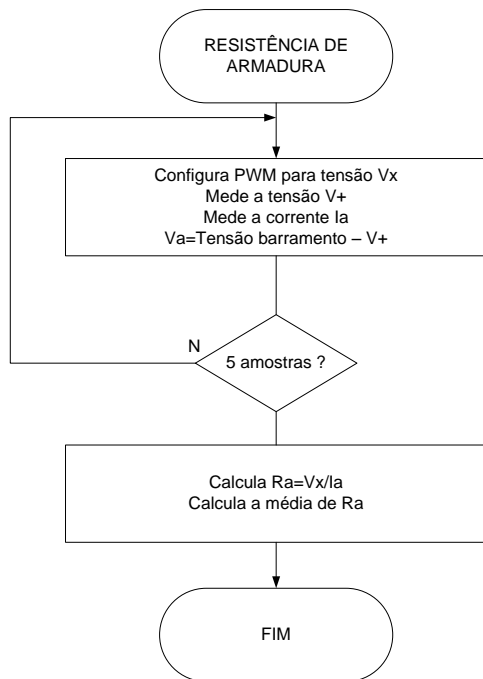 RESISTÊNCIA DE
ARMADURA
Configura PWM para tensão Vx
Mede a tensão V+
Mede a corrente Ia
Va=Tensão barramento – V+
N
5 amostras ?
Calcula Ra=Vx/Ia
Calcula a média de Ra
FIM